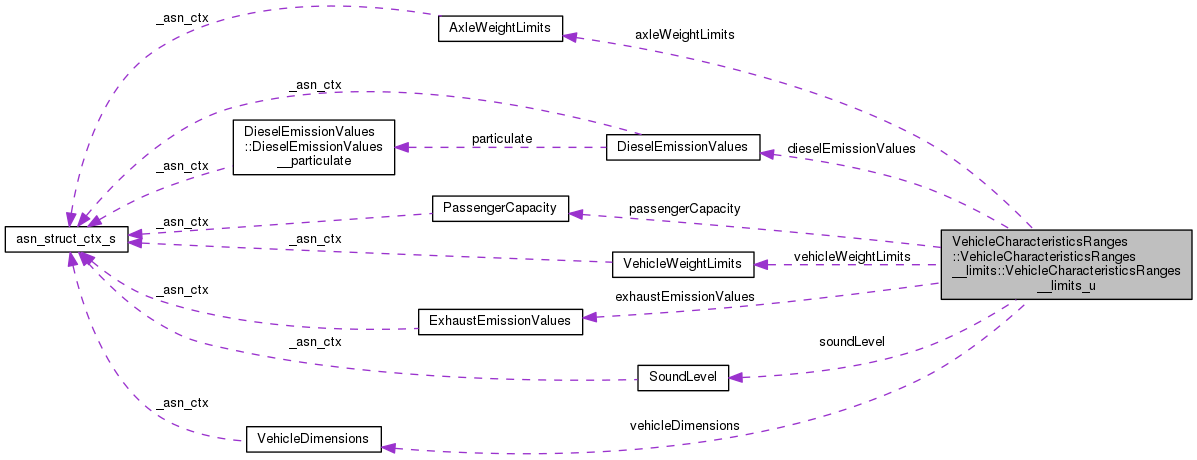 _asn_ctx
AxleWeightLimits
axleWeightLimits
_asn_ctx
DieselEmissionValues
::DieselEmissionValues
__particulate
particulate
DieselEmissionValues
dieselEmissionValues
_asn_ctx
PassengerCapacity
passengerCapacity
_asn_ctx
asn_struct_ctx_s
_asn_ctx
VehicleWeightLimits
vehicleWeightLimits
VehicleCharacteristicsRanges
::VehicleCharacteristicsRanges
__limits::VehicleCharacteristicsRanges
__limits_u
_asn_ctx
ExhaustEmissionValues
exhaustEmissionValues
_asn_ctx
SoundLevel
soundLevel
_asn_ctx
VehicleDimensions
vehicleDimensions